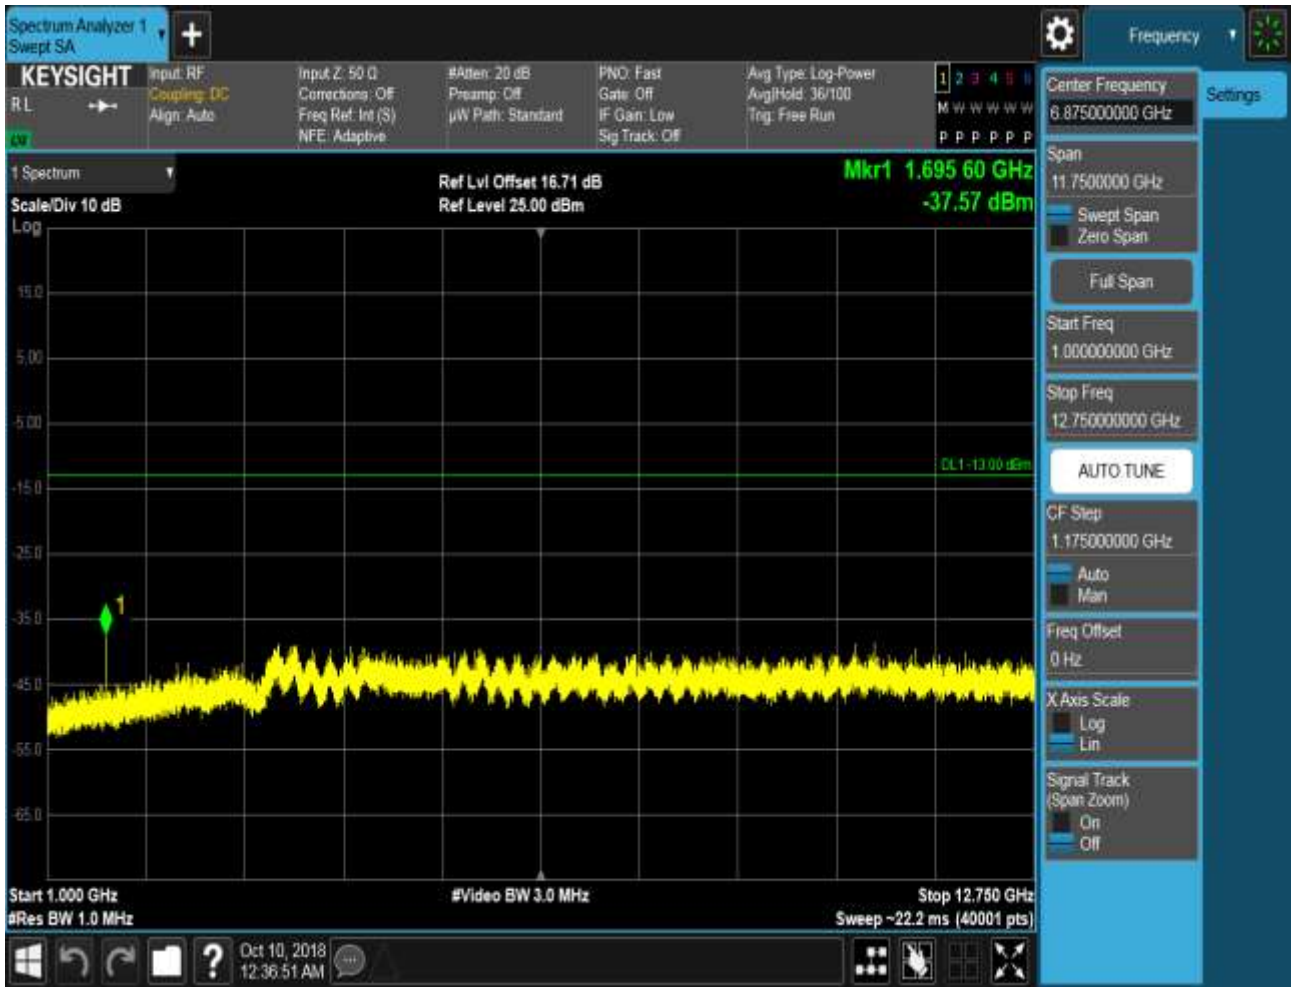 Spectrum Analyzer 1
Swept SA
+
Frequency
KEYSIGHT
RL
Input: RF
Coupling: DC
Align: Auto
Input Z: 50 Ω
Corrections: Off
Freq Ref: Int (S)
NFE: Adaptive
#Atten: 20 dB
Preamp: Off
µW Path: Standard
PNO: Fast
Gate: Off
IF Gain: Low
Sig Track: Off
Avg Type: Log-Power
Avg|Hold: 36/100
Trig: Free Run
1 2 3 4 5 6
M W W W W W
P P P P P P
1 Spectrum
Scale/Div 10 dB
Log
Ref Lvl Offset 16.71 dB
Ref Level 25.00 dBm
Mkr1 1.695 60 GHz
-37.57 dBm
15.0
5.00
-5.00
-15.0
-25.0
-35.0
-45.0
-55.0
-65.0
DL1 -13.00 dBm
1
Start 1.000 GHz
#Res BW 1.0 MHz
#Video BW 3.0 MHz
Stop 12.750 GHz
Sweep ~22.2 ms (40001 pts)
Center Frequency
6.875000000 GHz
Settings
Span
11.7500000 GHz
Swept Span
Zero Span
Full Span
Start Freq
1.000000000 GHz
Stop Freq
12.750000000 GHz
AUTO TUNE
CF Step
1.175000000 GHz
Auto
Man
Freq Offset
0 Hz
X Axis Scale
Log
Lin
Signal Track
(Span Zoom)
On
Off
?
Oct 10, 2018
12:36:51 AM